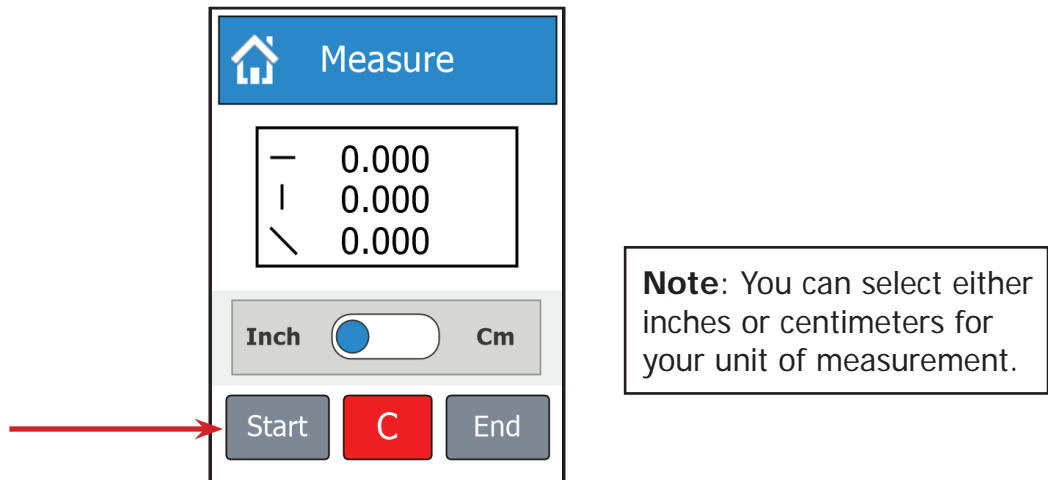 Measure
0.000
0.000
0.000
Inch Cm
Start C End
Note: You can select either
inches or centimeters for
your unit of measurement.